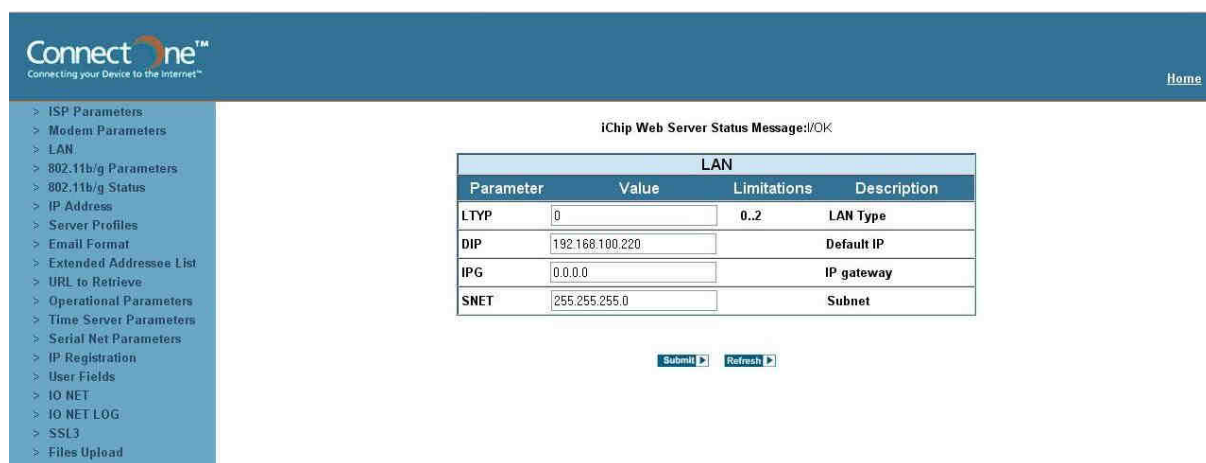 Connect One™
Connecting your Device to the Internet™
Home
> ISP Parameters
> Modem Parameters
> LAN
> 802.11b/g Parameters
> 802.11b/g Status
> IP Address
> Server Profiles
> Email Format
> Extended Addressee List
> URL to Retrieve
> Operational Parameters
> Time Server Parameters
> Serial Net Parameters
> IP Registration
> User Fields
> IO NET
> IO NET LOG
> SSL3
> Files Upload
iChip Web Server Status Message:I/OK
LAN
Parameter Value Limitations Description
LTYP 0 0..2 LAN Type
DIP 192.168.100.220 Default IP
IPG 0.0.0.0 IP gateway
SNET 255.255.255.0 Subnet
Submit Refresh